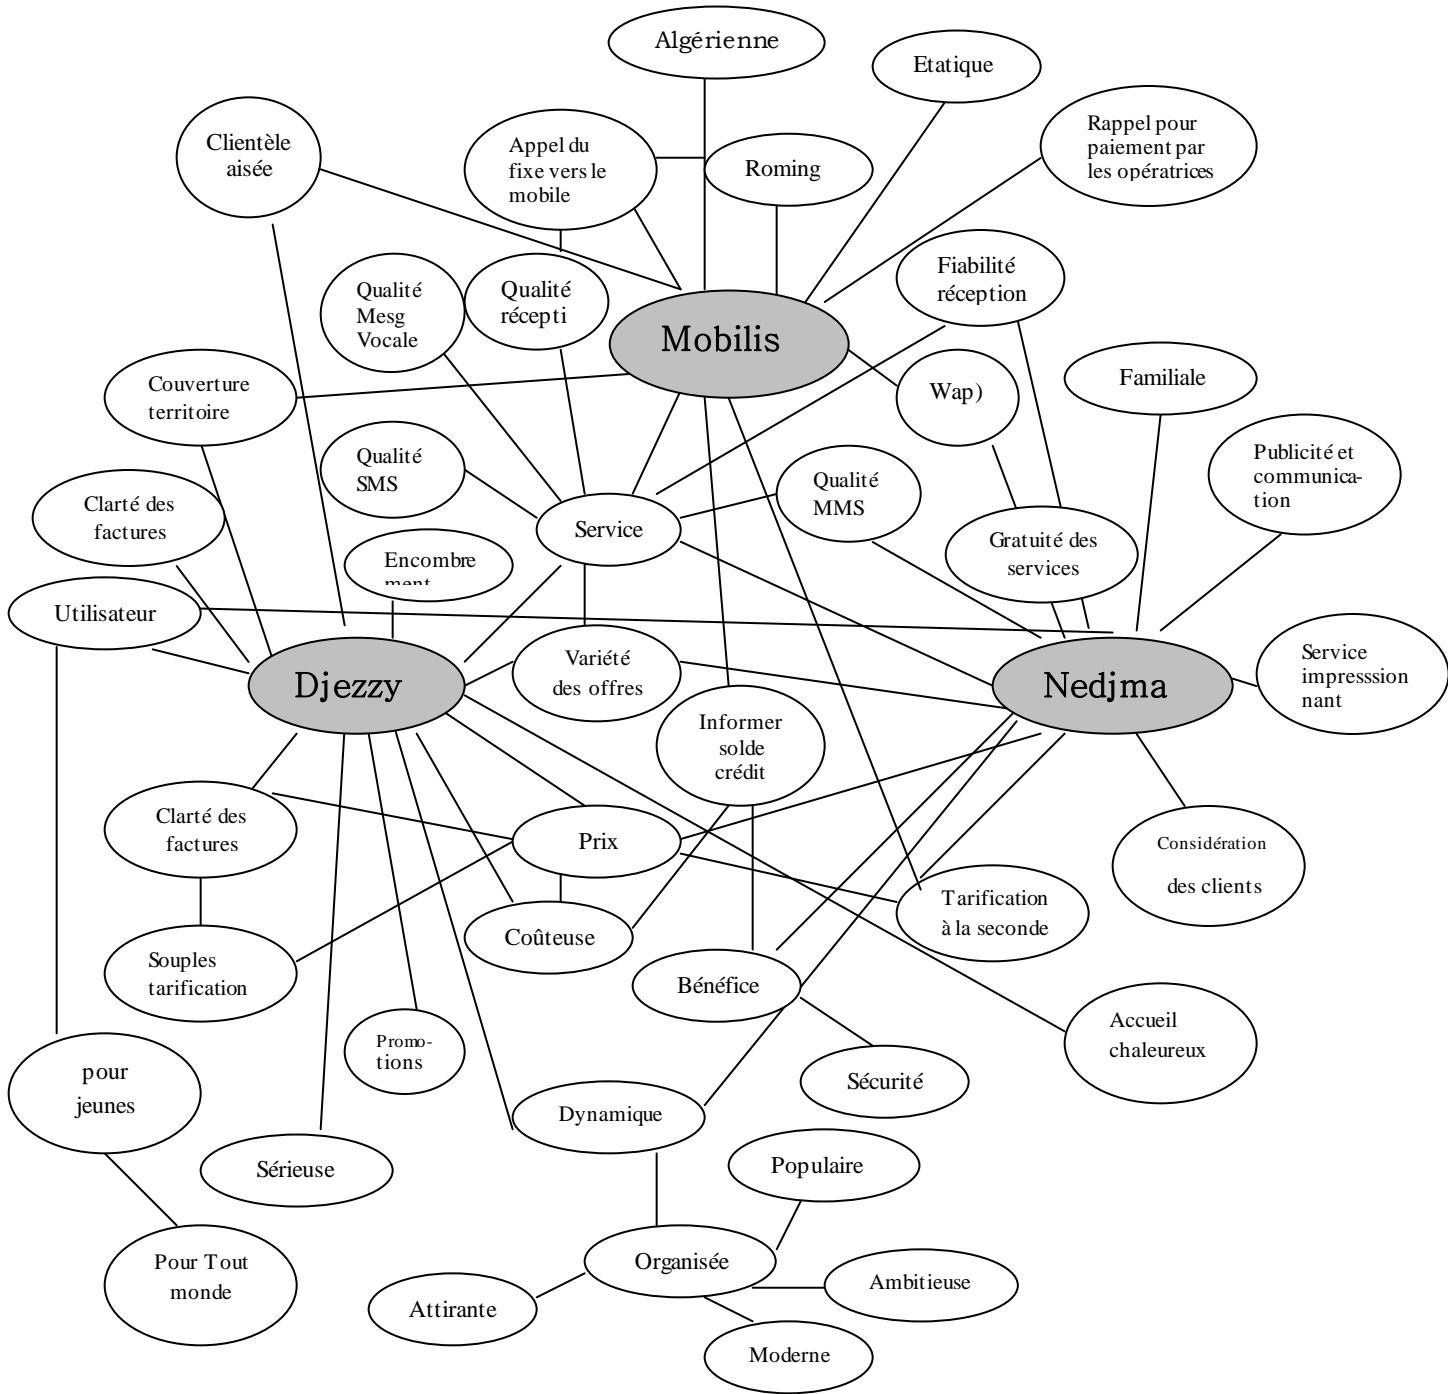 Algérienne
Etatique
Clientèle
aisée
Appel du
fixe vers le
mobile
Roming
Rappel pour
paiement par
les opératrices
Qualité
Mesg
Vocale
Qualité
récepti
Fiabilité
réception
Mobilis
Couverture
territoire
Wap)
Familiale
Qualité
SMS
Qualité
MMS
Publicité et
communica-
tion
Clarté des
factures
Service
Gratuité des
services
Encombre
ment
Utilisateur
Djezzy
Variété
des offres
Nedjma
Service
impresssion
nant
Informer
solde
crédit
Clarté des
factures
Prix
Considération
des clients
Tarification
à la seconde
Coûteuse
Souples
tarification
Bénéfice
Promo-
tions
Accueil
chaleureux
pour
jeunes
Sécurité
Dynamique
Sérieuse
Populaire
Pour Tout
monde
Organisée
Attirante
Ambitieuse
Moderne